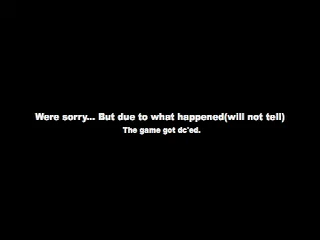 Were sorry... But due to what happened(will not tell)
The game got dc'ed.